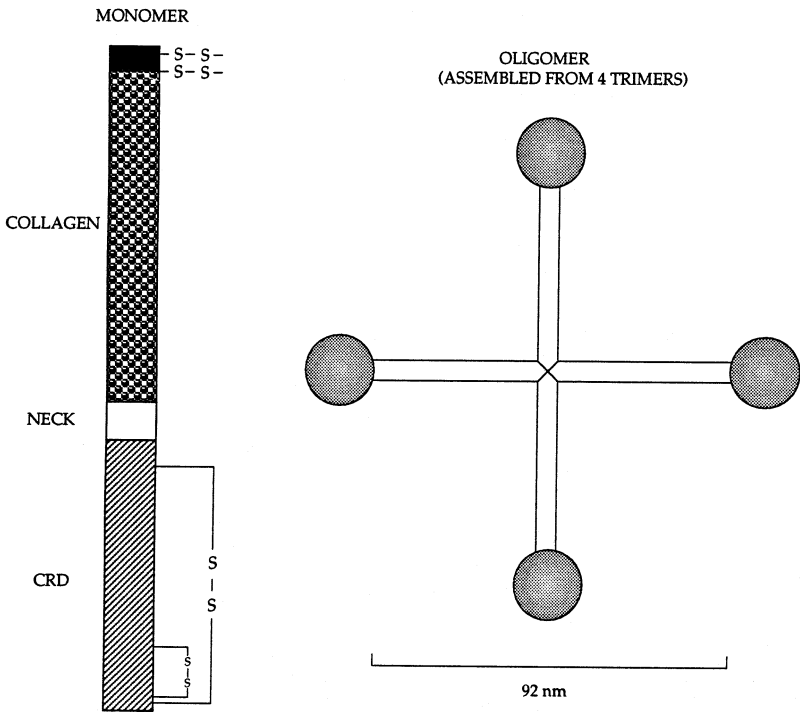 MONOMER
– S – S –
– S – S –
OLIGOMER
(ASSEMBLED FROM 4 TRIMERS)
COLLAGEN
NECK
CRD
S
S
S
S
92 nm